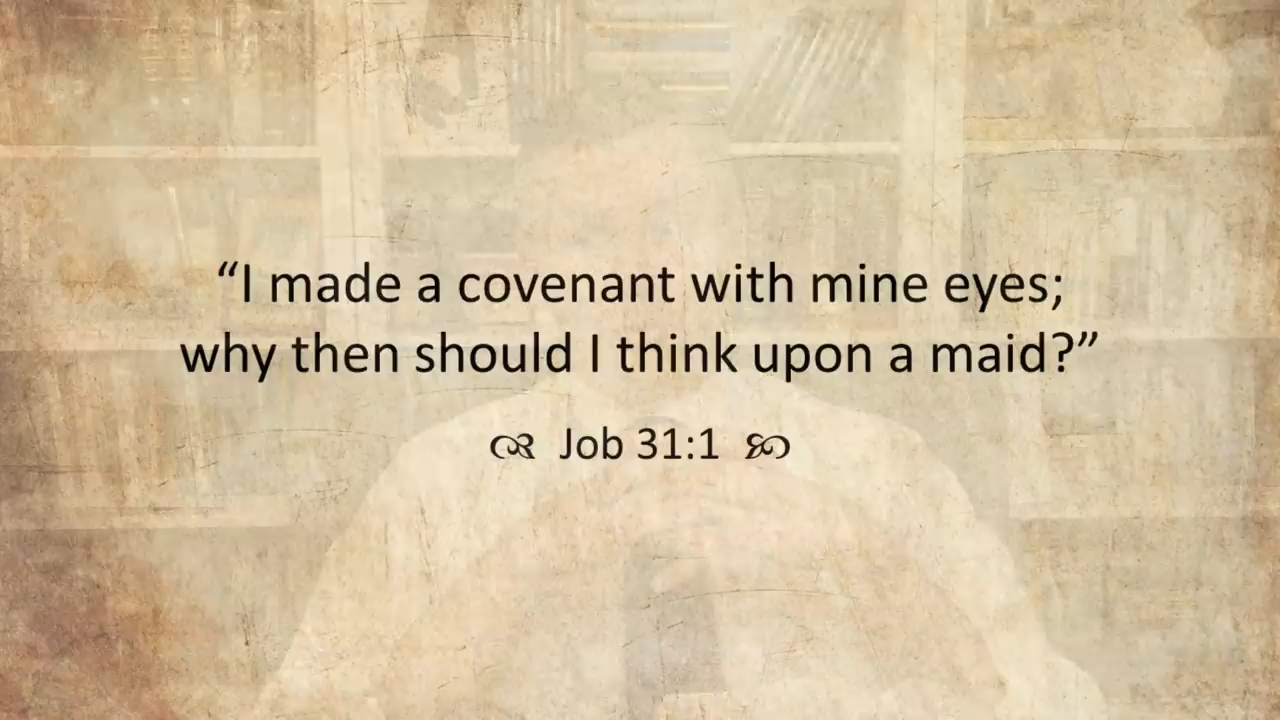 “I made a covenant with mine eyes;
why then should I think upon a maid?”
Job 31:1